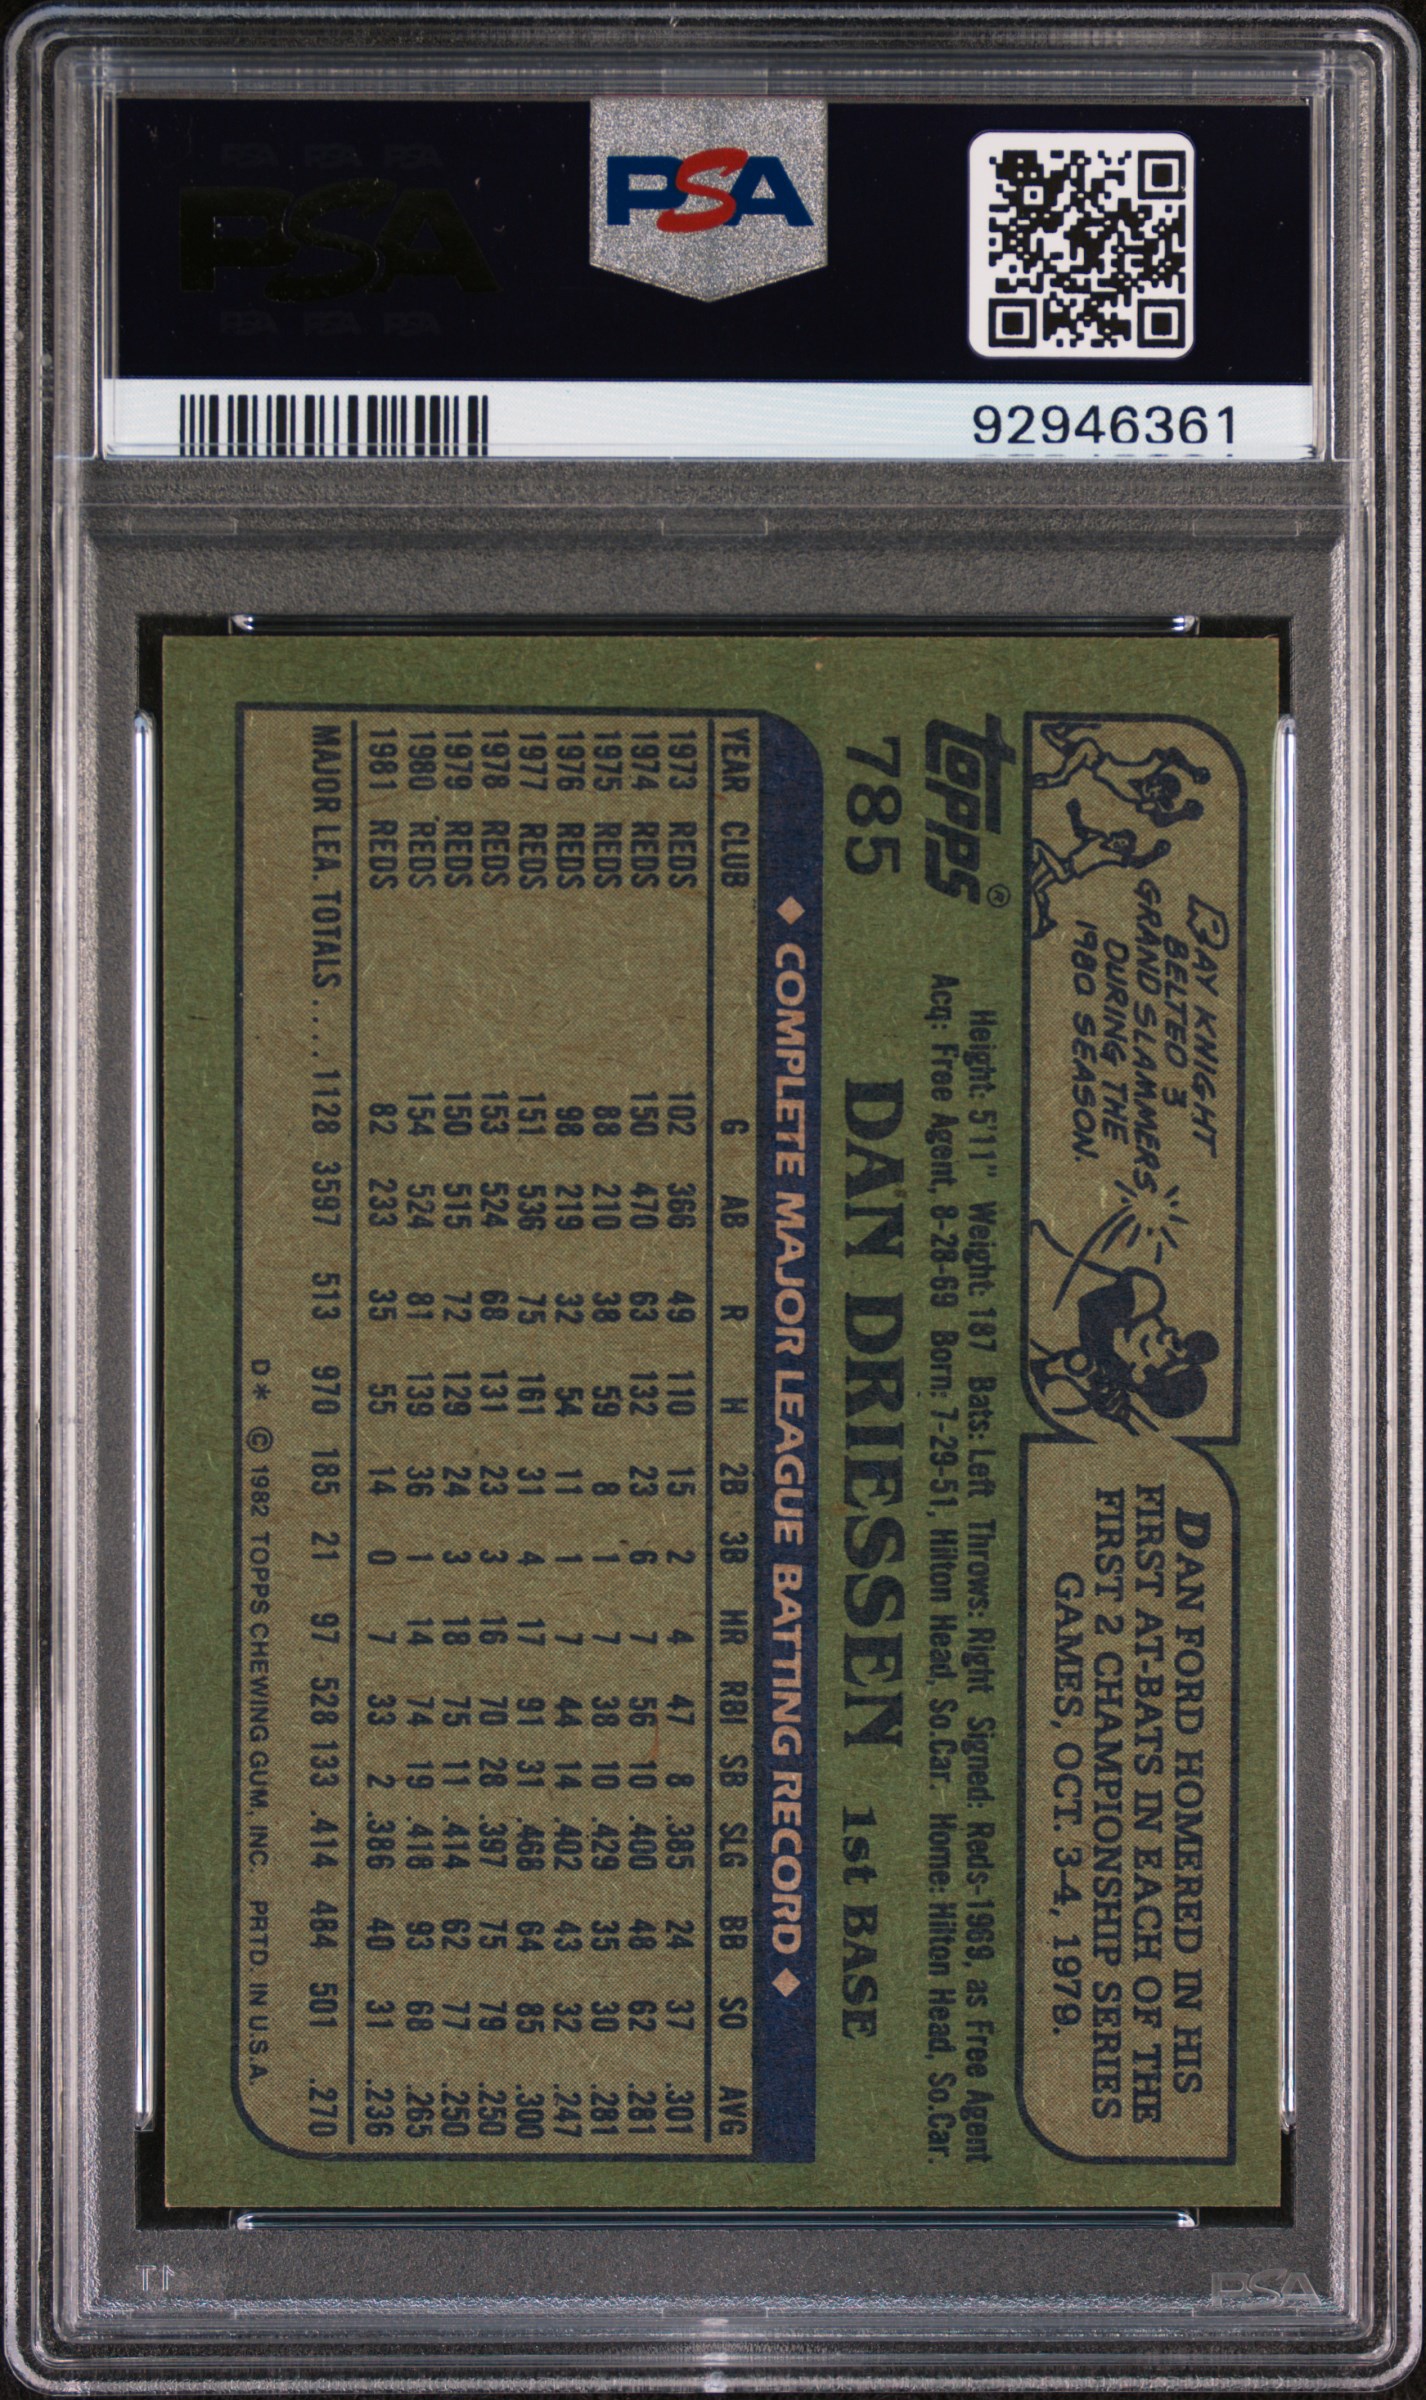 PSA PSA PSA
PSA
PSA PSA PSA
PSA
92946361
RAY KNIGHT
BELTED 3
GRAND SLAMMERS
DURING THE
1980 SEASON.
DAN FORD HOMERED IN HIS
FIRST AT-BATS IN EACH OF THE
FIRST 2 CHAMPIONSHIP SERIES
GAMES, OCT. 3-4, 1979.
topps®
Height: 5'11" Weight: 187 Bats: Left Throws: Right Signed: Reds-1969, as Free Agent
Acq: Free Agent, 8-28-69 Born: 7-29-51, Hilton Head, So.Car. Home: Hilton Head, So.Car.
785 DAN DRIESSEN 1st BASE
◆ COMPLETE MAJOR LEAGUE BATTING RECORD ◆
YEAR CLUB G AB R H 2B 3B HR RBI SB SLG BB SO AVG
1973 REDS 102 366 49 110 15 2 4 47 8 .385 24 37 .301
1974 REDS 150 470 63 132 23 6 7 56 10 .400 48 62 .281
1975 REDS 88 210 38 59 8 1 7 38 10 .429 35 30 .281
1976 REDS 98 219 32 54 11 1 7 44 14 .402 43 32 .247
1977 REDS 151 536 75 161 31 4 17 91 31 .468 64 85 .300
1978 REDS 153 524 68 131 23 3 16 70 28 .397 75 79 .250
1979 REDS 150 515 72 129 24 3 18 75 11 .414 62 77 .250
1980 REDS 154 524 81 139 36 1 14 74 19 .418 93 68 .265
1981 REDS 82 233 35 55 14 0 7 33 2 .386 40 31 .236
MAJOR LEA. TOTALS....1128 3597 513 970 185 21 97 528 133 .414 484 501 .270
D* © 1982 TOPPS CHEWING GUM, INC. PRTD. IN U.S.A.
PSA